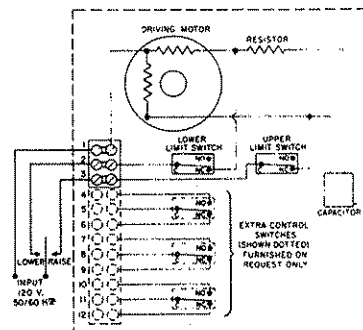 DRIVING MOTOR
RESISTOR
LOWER
LIMIT SWITCH
UPPER
LIMIT SWITCH
NO
NC
NO
NC
1
2
3
4
5
6
7
8
9
10
11
12
NO
NC
NO
NC
NO
NC
EXTRA CONTROL
SWITCHES
(SHOWN DOTTED)
FURNISHED ON
REQUEST ONLY
CAPACITOR
LOWER
RAISE
INPUT
120 V.
50/60 HZ